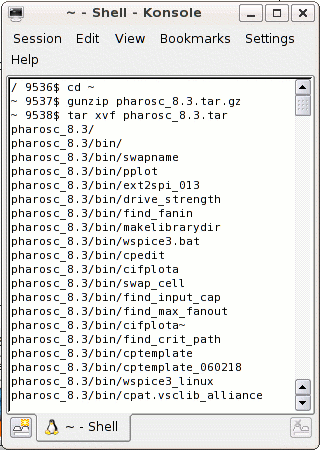 ~ - Shell - Konsole
Session Edit View Bookmarks Settings
Help
/ 9536$ cd ~
~ 9537$ gunzip pharosc_8.3.tar.gz
~ 9538$ tar xvf pharosc_8.3.tar
pharosc_8.3/
pharosc_8.3/bin/
pharosc_8.3/bin/swapname
pharosc_8.3/bin/pplot
pharosc_8.3/bin/ext2spi_013
pharosc_8.3/bin/drive_strength
pharosc_8.3/bin/find_fanin
pharosc_8.3/bin/makelibrarydir
pharosc_8.3/bin/wspice3.bat
pharosc_8.3/bin/cpedit
pharosc_8.3/bin/cifplota
pharosc_8.3/bin/swap_cell
pharosc_8.3/bin/find_input_cap
pharosc_8.3/bin/find_max_fanout
pharosc_8.3/bin/cifplota~
pharosc_8.3/bin/find_crit_path
pharosc_8.3/bin/cptemplate
pharosc_8.3/bin/cptemplate_060218
pharosc_8.3/bin/wspice3_linux
pharosc_8.3/bin/cpat.vsclib_alliance
~ - Shell